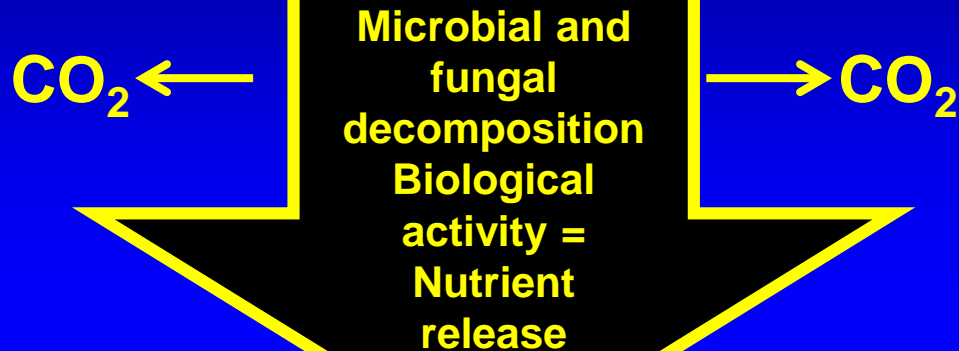 Microbial and
fungal
decomposition
Biological
activity =
Nutrient
release
CO₂
CO₂